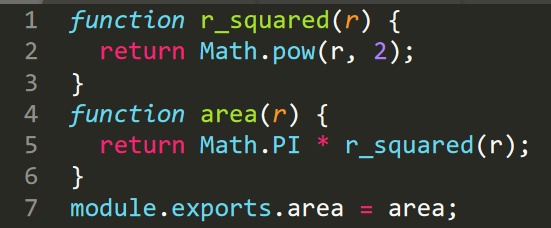 1 function r_squared(r) {
2   return Math.pow(r, 2);
3 }
4 function area(r) {
5   return Math.PI * r_squared(r);
6 }
7 module.exports.area = area;